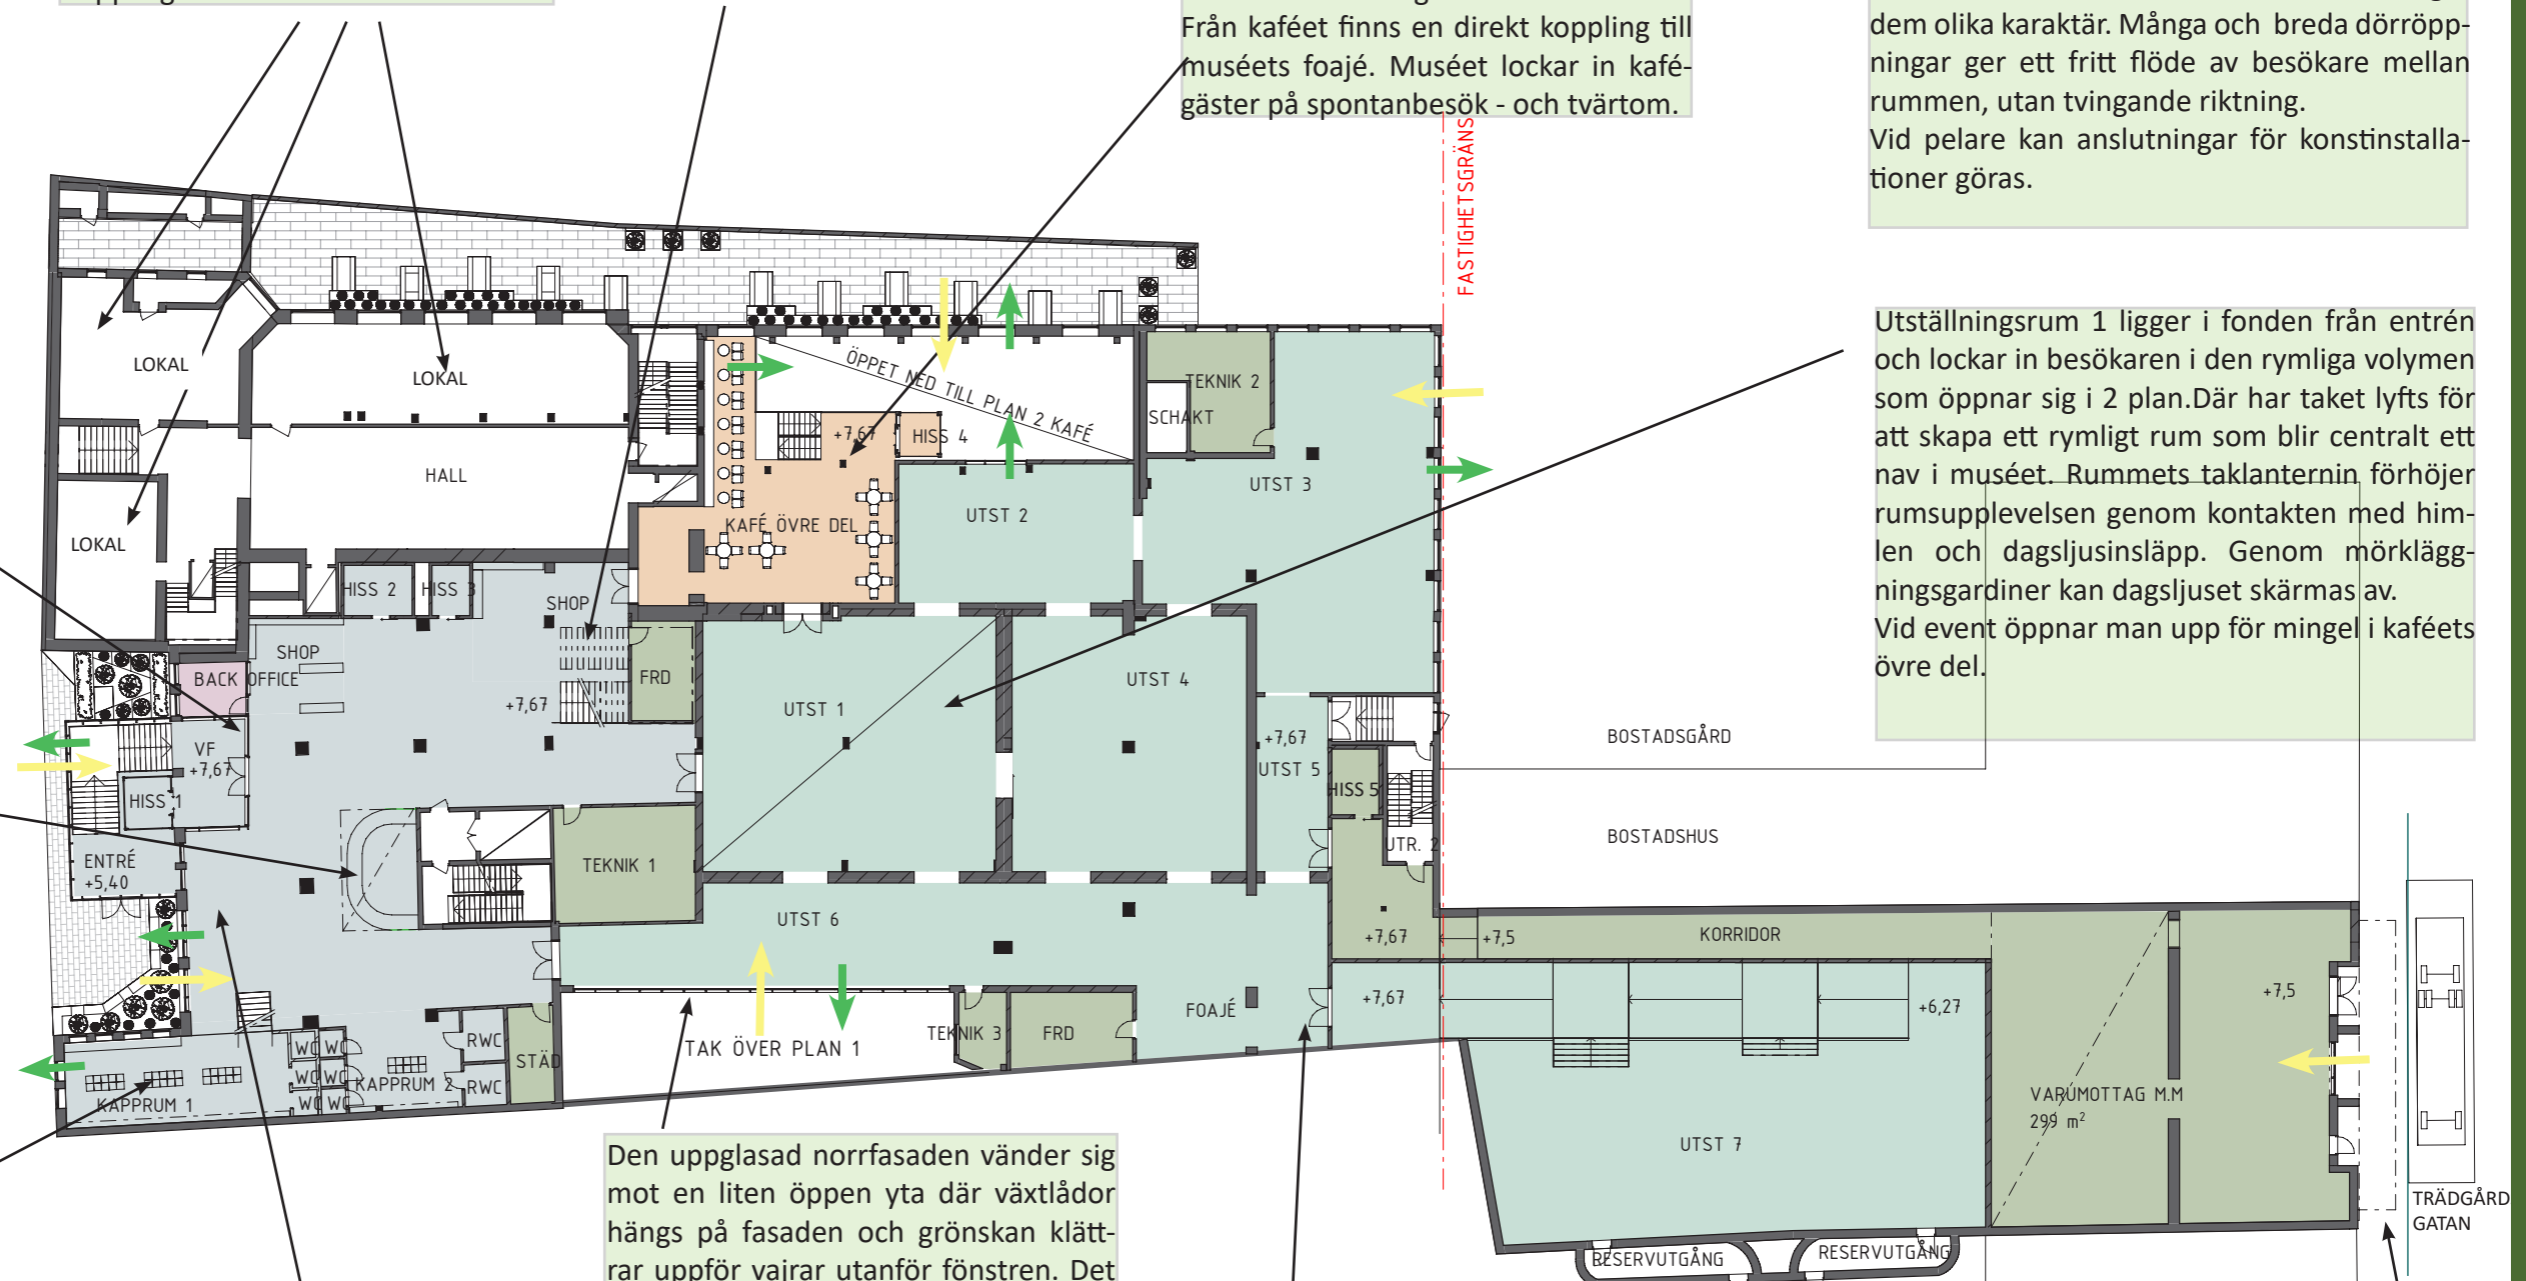 Från kaféet finns en direkt koppling till
muséets foajé. Muséet lockar in kafé-
gäster på spontanbesök - och tvärtom.
dem olika karaktär. Många och breda dörröpp-
ningar ger ett fritt flöde av besökare mellan
rummen, utan tvingande riktning.
Vid pelare kan anslutningar för konstinstalla-
tioner göras.
FASTIGHETSGRÄNS
Utställningsrum 1 ligger i fonden från entrén
och lockar in besökaren i den rymliga volymen
som öppnar sig i 2 plan.Där har taket lyfts för
att skapa ett rymligt rum som blir centralt ett
nav i muséet. Rummets taklanternin förhöjer
rumsupplevelsen genom kontakten med him-
len och dagsljusinsläpp. Genom mörklägg-
ningsgardiner kan dagsljuset skärmas av.
Vid event öppnar man upp för mingel i kaféets
övre del.
LOKAL
LOKAL
HALL
LOKAL
ÖPPET NED TILL PLAN 2 KAFÉ
+7,67
HISS 4
KAFÉ ÖVRE DEL
TEKNIK 2
SCHAKT
UTST 2
UTST 3
HISS 2
HISS 3
SHOP
SHOP
BACK OFFICE
FRD
+7,67
VF
+7,67
HISS 1
ENTRÉ
+5,40
UTST 1
UTST 4
+7,67
UTST 5
HISS 5
UTR. 2
BOSTADSGÅRD
BOSTADSHUS
TEKNIK 1
UTST 6
FOAJÉ
+7,67
+7,5
KORRIDOR
+7,67
+6,27
+7,5
TAK ÖVER PLAN 1
TEKNIK 3
FRD
WC
WC
WC
WC
WC
WC
RWC
RWC
STÄD
KAPPRUM 1
KAPPRUM 2
UTST 7
VARUMOTTAG M.M
299 m²
RESERVUTGÅNG
RESERVUTGÅNG
TRÄDGÅRD
GATAN
Den uppglasad norrfasaden vänder sig
mot en liten öppen yta där växtlådor
hängs på fasaden och grönskan klätt-
rar uppför vajrar utanför fönstren. Det